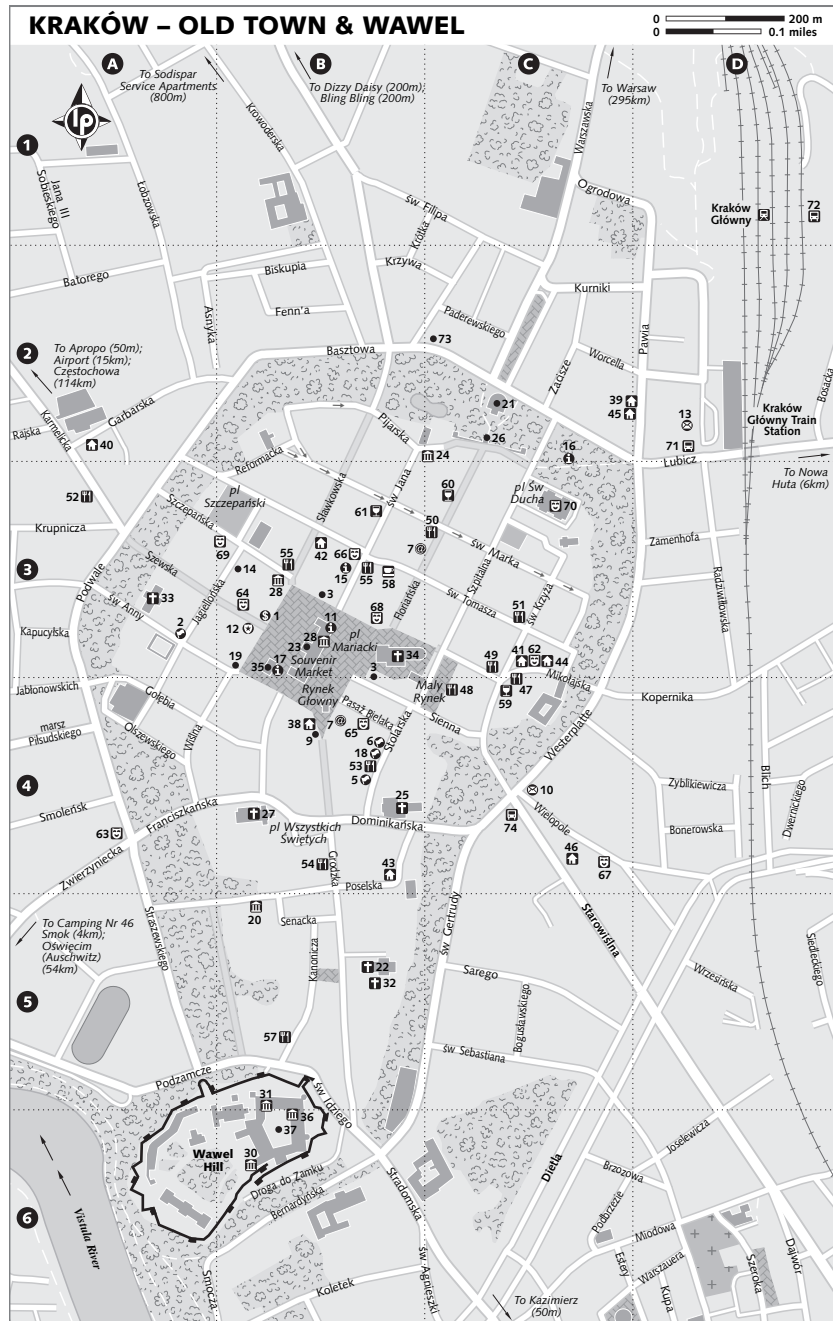 KRAKÓW – OLD TOWN & WAWEL
0 200 m
0 0.1 miles
A
B
C
D
To Sodispar
Service Apartments
(800m)
To Dizzy Daisy (200m);
Bling Bling (200m)
To Warsaw
(295km)
lp
1
Jana III
Sobieskiego
Łobzowska
Krowoderska
Warszawska
Ogrodowa
św Filipa
Krótka
Krzywa
Kraków
Główny
72
Batorego
Biskupia
Fenn'a
Asnyka
Kurniki
Paderewskiego
73
Pawia
Zacisze
Worcella
2
To Apropo (50m);
Airport (15km);
Częstochowa
(114km)
Basztowa
Bosacka
Garbarska
Karmelicka
Rajska
40
21
39
45
13
Kraków
Główny Train
Station
Pijarska
26
16
71
Lubicz
Reformacka
24
To Nowa
Huta (6km)
52
pl
Szczepański
Sławkowska
św Jana
60
pl Św
Ducha
70
61
50
Krupnicza
Szczepańska
69
7
św Marka
Zamenhofa
3
Szewska
14
55
42
66
15
55
58
Szpitalna
Podwale
33
św Anny
28
3
Floriańska
św Tomasza
51
św Krzyża
Radziwiłłowska
Kapucyńska
2
Jagiellońska
64
1
12
11
68
28
23
pl
Mariacki
34
49
41
62
44
Souvenir
Market
35
17
19
3
Mały
Rynek
48
47
59
Mikołajska
Jabłonowskich
Gołębia
Rynek
Głowny
Kopernika
marsz
Piłsudskiego
Olszewskiego
Wiślna
38
9
7
Pasaż Bielaka
65
Stolarska
Sienna
Westerplatte
6
18
53
5
4
Smoleńsk
Franciszkańska
25
10
Zyblikiewicza
Blich
Dwernickiego
27
pl Wszystkich
Świętych
Dominikańska
74
Wielopole
Bonerowska
63
Zwierzyniecka
54
Grodzka
43
Poselska
46
67
20
Senacka
To Camping Nr 46
Smok (4km);
Oświęcim
(Auschwitz)
(54km)
Straszewskiego
Kanonicza
św Gertrudy
Starowiślna
Siedleckiego
22
32
Sarego
Wrzesińska
5
Bogusławskiego
57
św Sebastiana
Podzamcze
św Idziego
31
36
37
Wawel
Hill
30
Droga do Zamku
Bernardyńska
Stradomska
Dietla
Joselewicza
Brzozowa
Podbrzezie
6
Vistula River
Miodowa
Estery
Warszauera
Kupa
Szeroka
Dajwór
Smocza
Koletek
św Agnieszki
To Kazimierz
(50m)